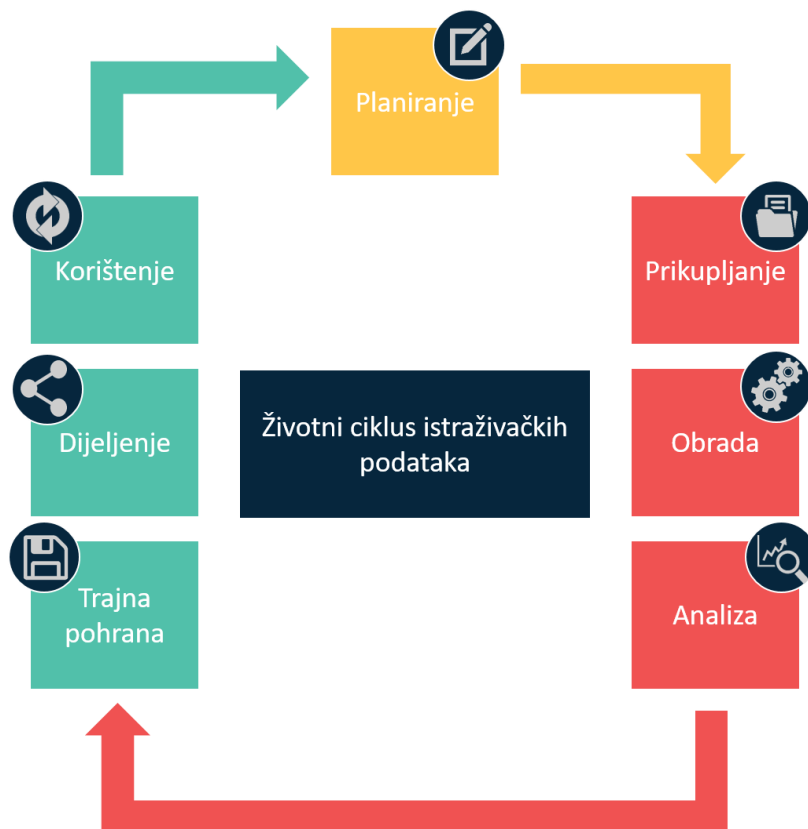 Planiranje
Korištenje
Prikupljanje
Dijeljenje
Životni ciklus istraživačkih
podataka
Obrada
Trajna
pohrana
Analiza